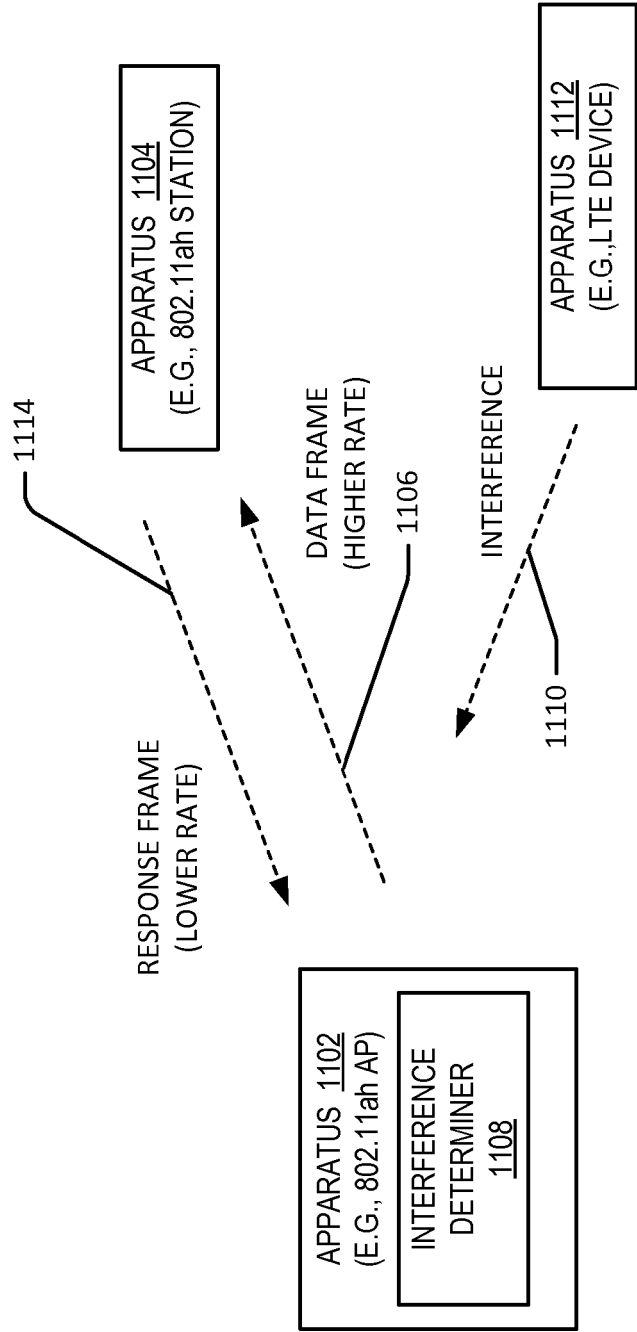 1114
RESPONSE FRAME
(LOWER RATE)
APPARATUS 1104
(E.G., 802.11ah STATION)
APPARATUS 1102
(E.G., 802.11ah AP)
INTERFERENCE
DETERMINER
1108
DATA FRAME
(HIGHER RATE)
1106
INTERFERENCE
1110
APPARATUS 1112
(E.G.,LTE DEVICE)